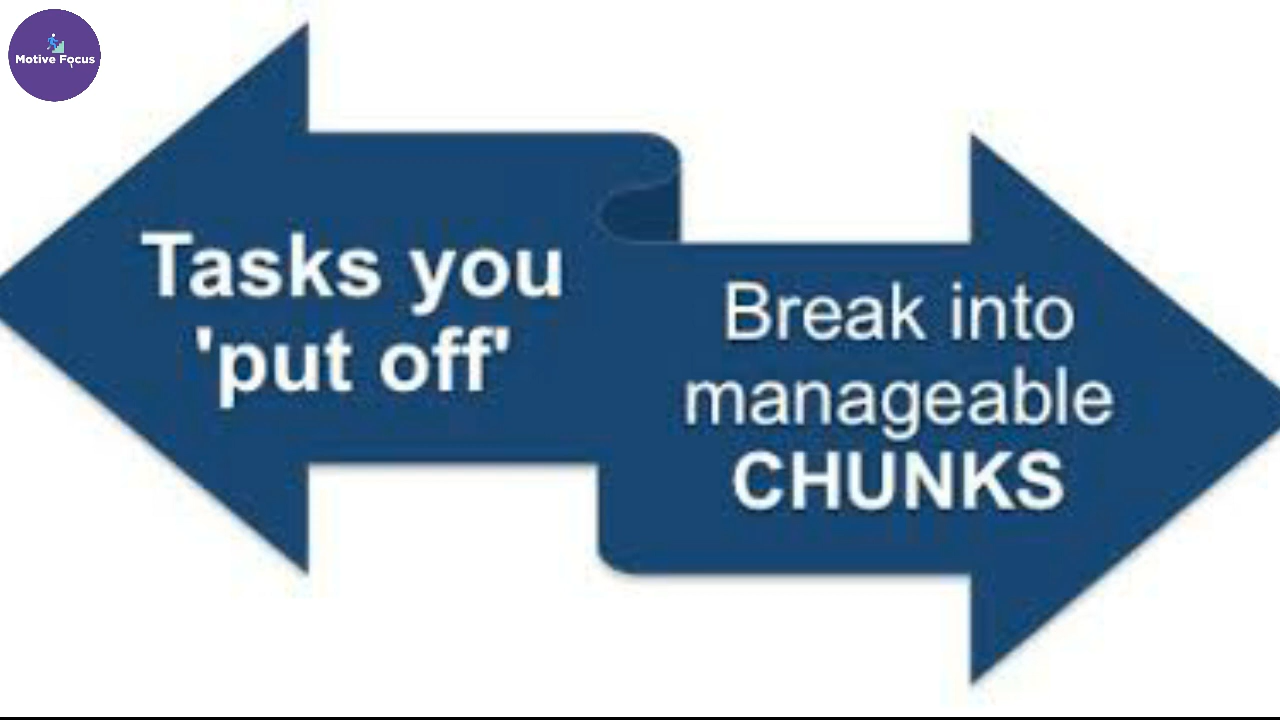 Motive Focus
Tasks you
'put off'
Break into
manageable
CHUNKS